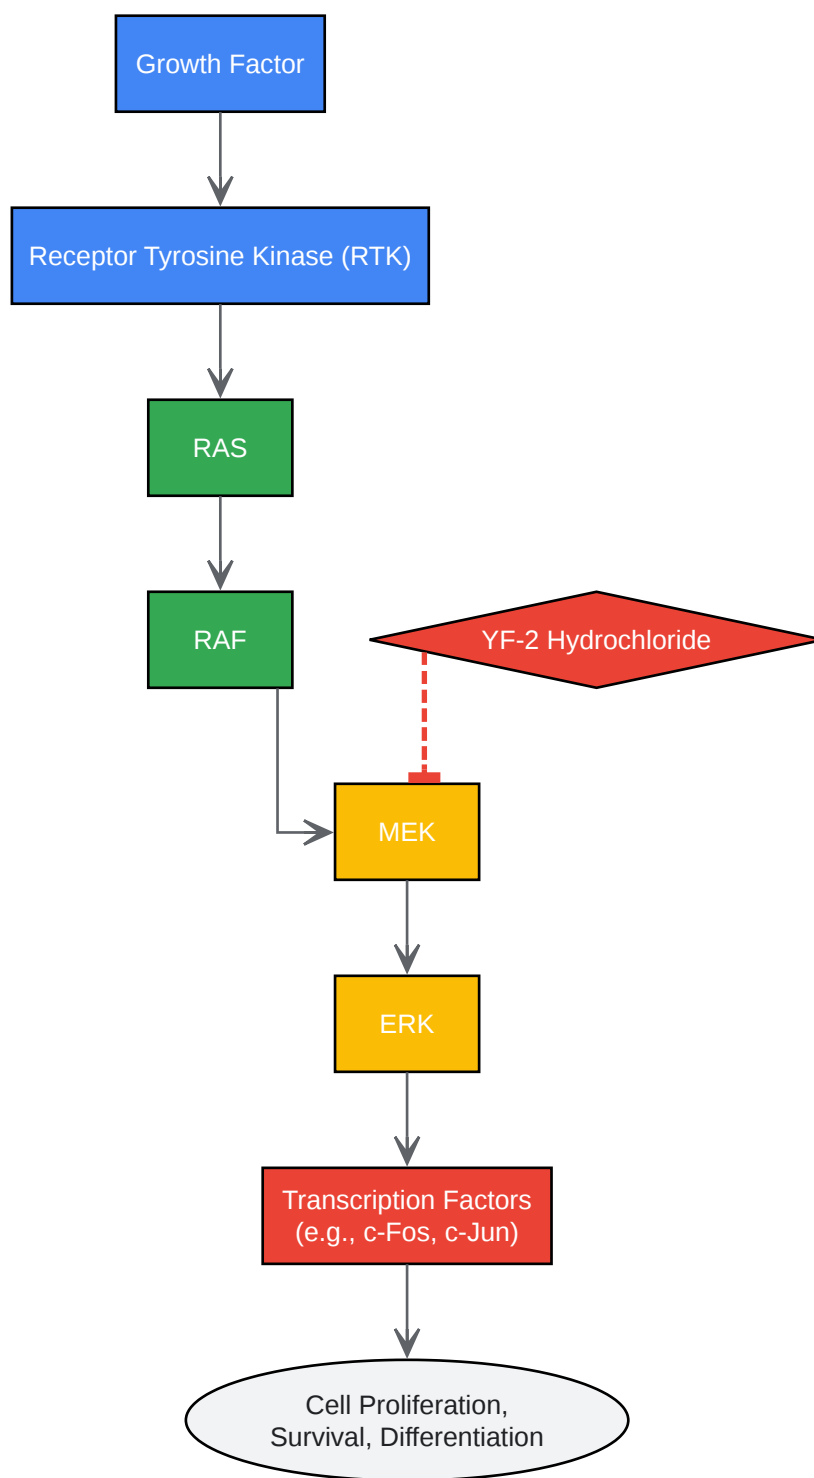 Growth Factor
Receptor Tyrosine Kinase (RTK)
RAS
RAF
YF-2 Hydrochloride
MEK
ERK
Transcription Factors
(e.g., c-Fos, c-Jun)
Cell Proliferation,
Survival, Differentiation